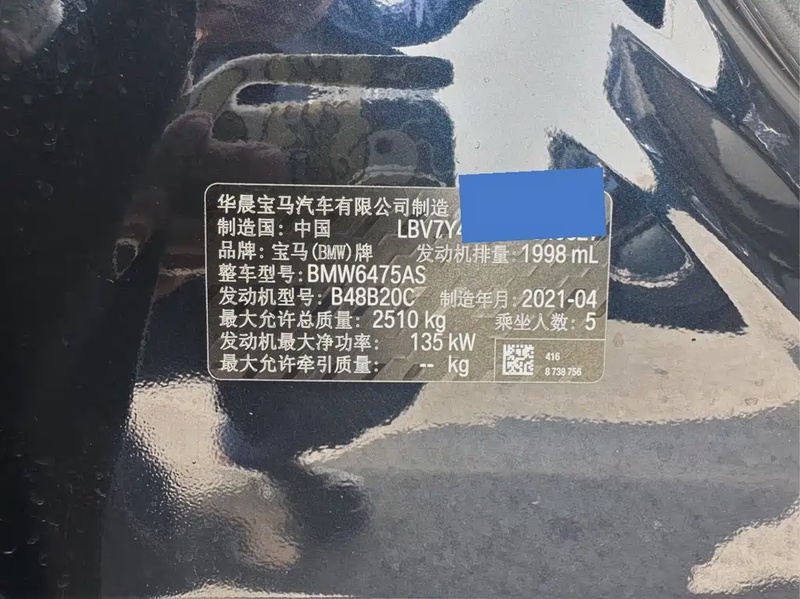 华晨宝马汽车有限公司制造
制造国: 中国 LBV7Y4
品牌: 宝马(BMW)牌 发动机排量: 1998 mL
整车型号: BMW6475AS
发动机型号: B48B20C 制造年月: 2021-04
最大允许总质量: 2510 kg 乘坐人数: 5
发动机最大净功率: 135 kW
最大允许牵引质量: -- kg
416
8 738 756